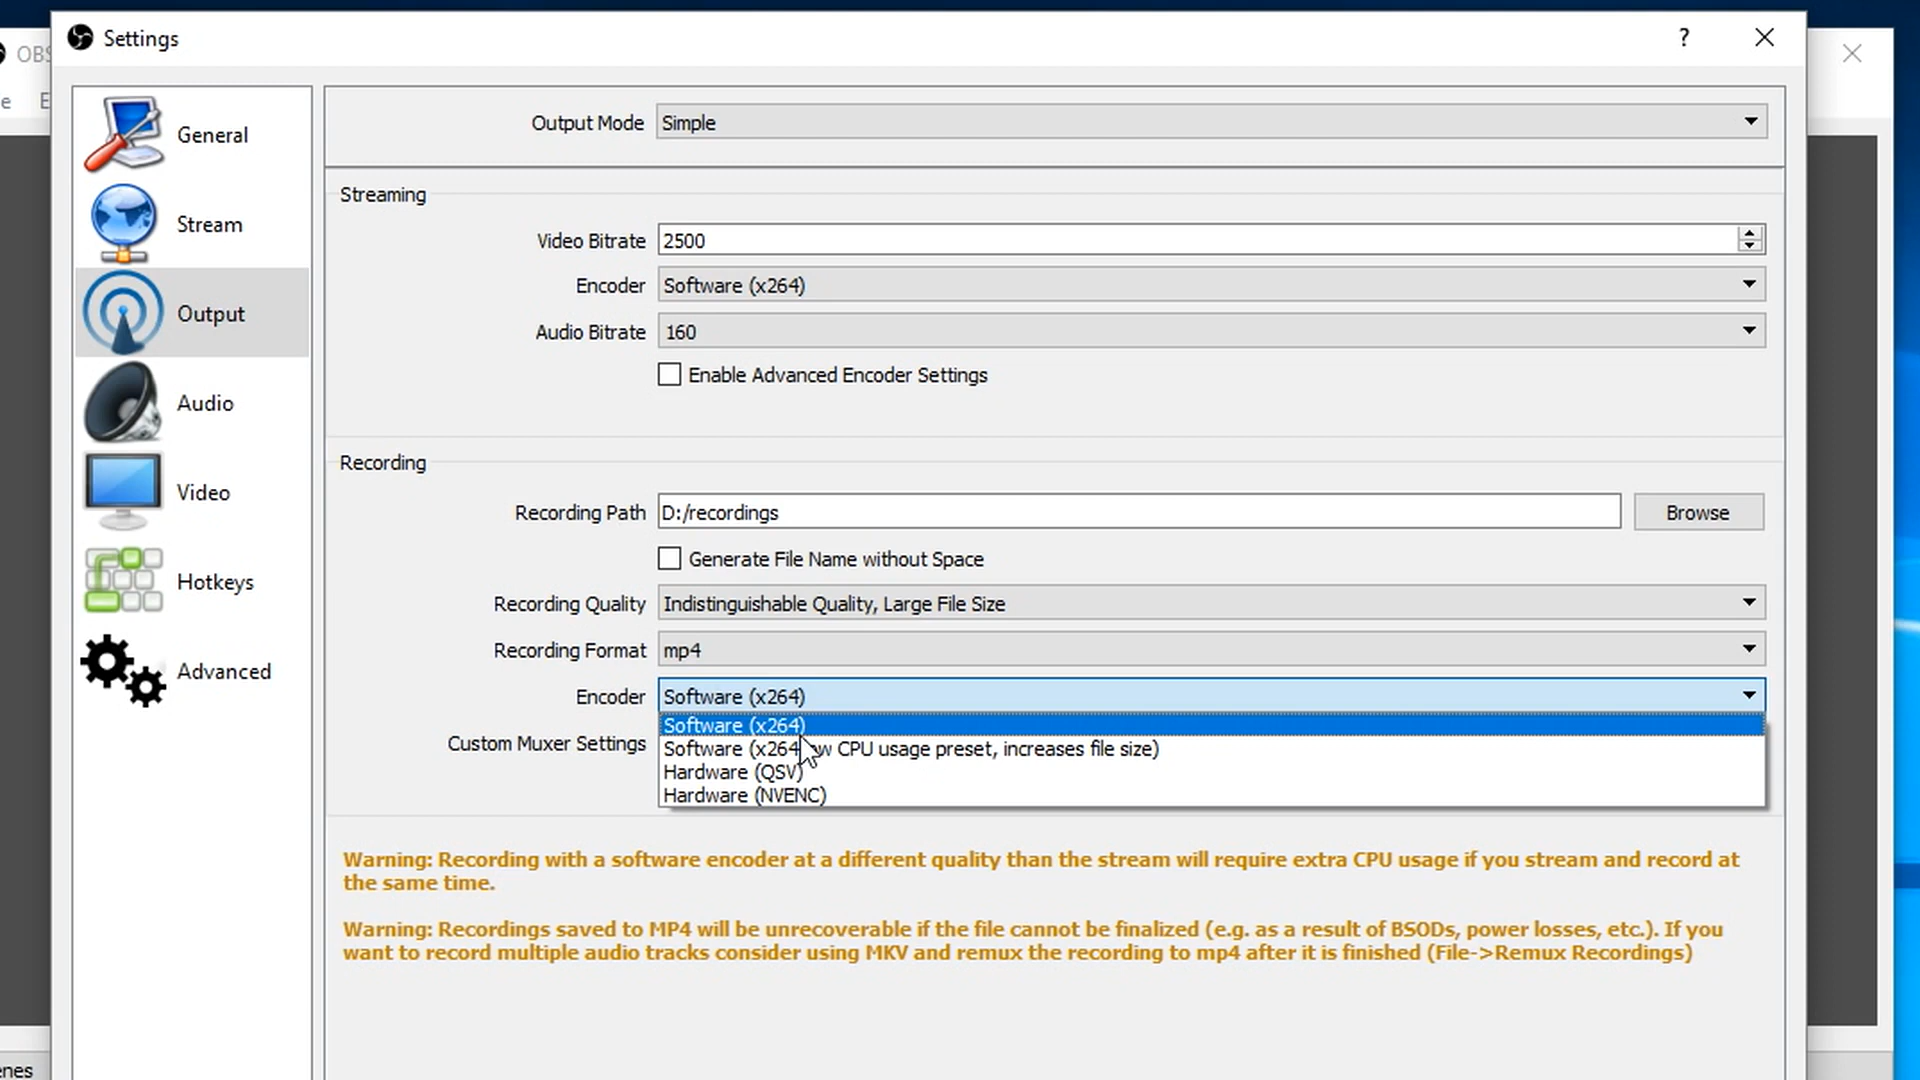 OBS
Settings
?
e
E
General
Stream
Output
Audio
Video
Hotkeys
Advanced
Output Mode Simple
Streaming
Video Bitrate 2500
Encoder Software (x264)
Audio Bitrate 160
Enable Advanced Encoder Settings
Recording
Recording Path D:/recordings Browse
Generate File Name without Space
Recording Quality Indistinguishable Quality, Large File Size
Recording Format mp4
Encoder Software (x264)
Software (x264)
Custom Muxer Settings
Software (x264 CPU usage preset, increases file size)
Hardware (QSV)
Hardware (NVENC)
Warning: Recording with a software encoder at a different quality than the stream will require extra CPU usage if you stream and record at
the same time.
Warning: Recordings saved to MP4 will be unrecoverable if the file cannot be finalized (e.g. as a result of BSODs, power losses, etc.). If you
want to record multiple audio tracks consider using MKV and remux the recording to mp4 after it is finished (File->Remux Recordings)
enes